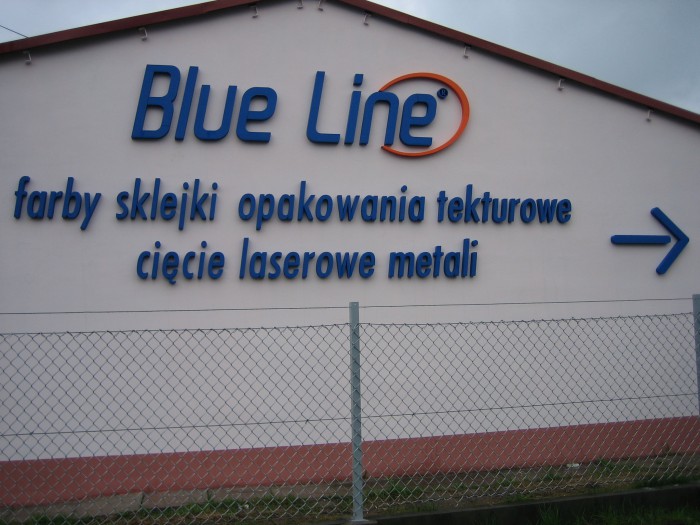 Blue Line
farby sklejki opakowania tekturowe
cięcie laserowe metali